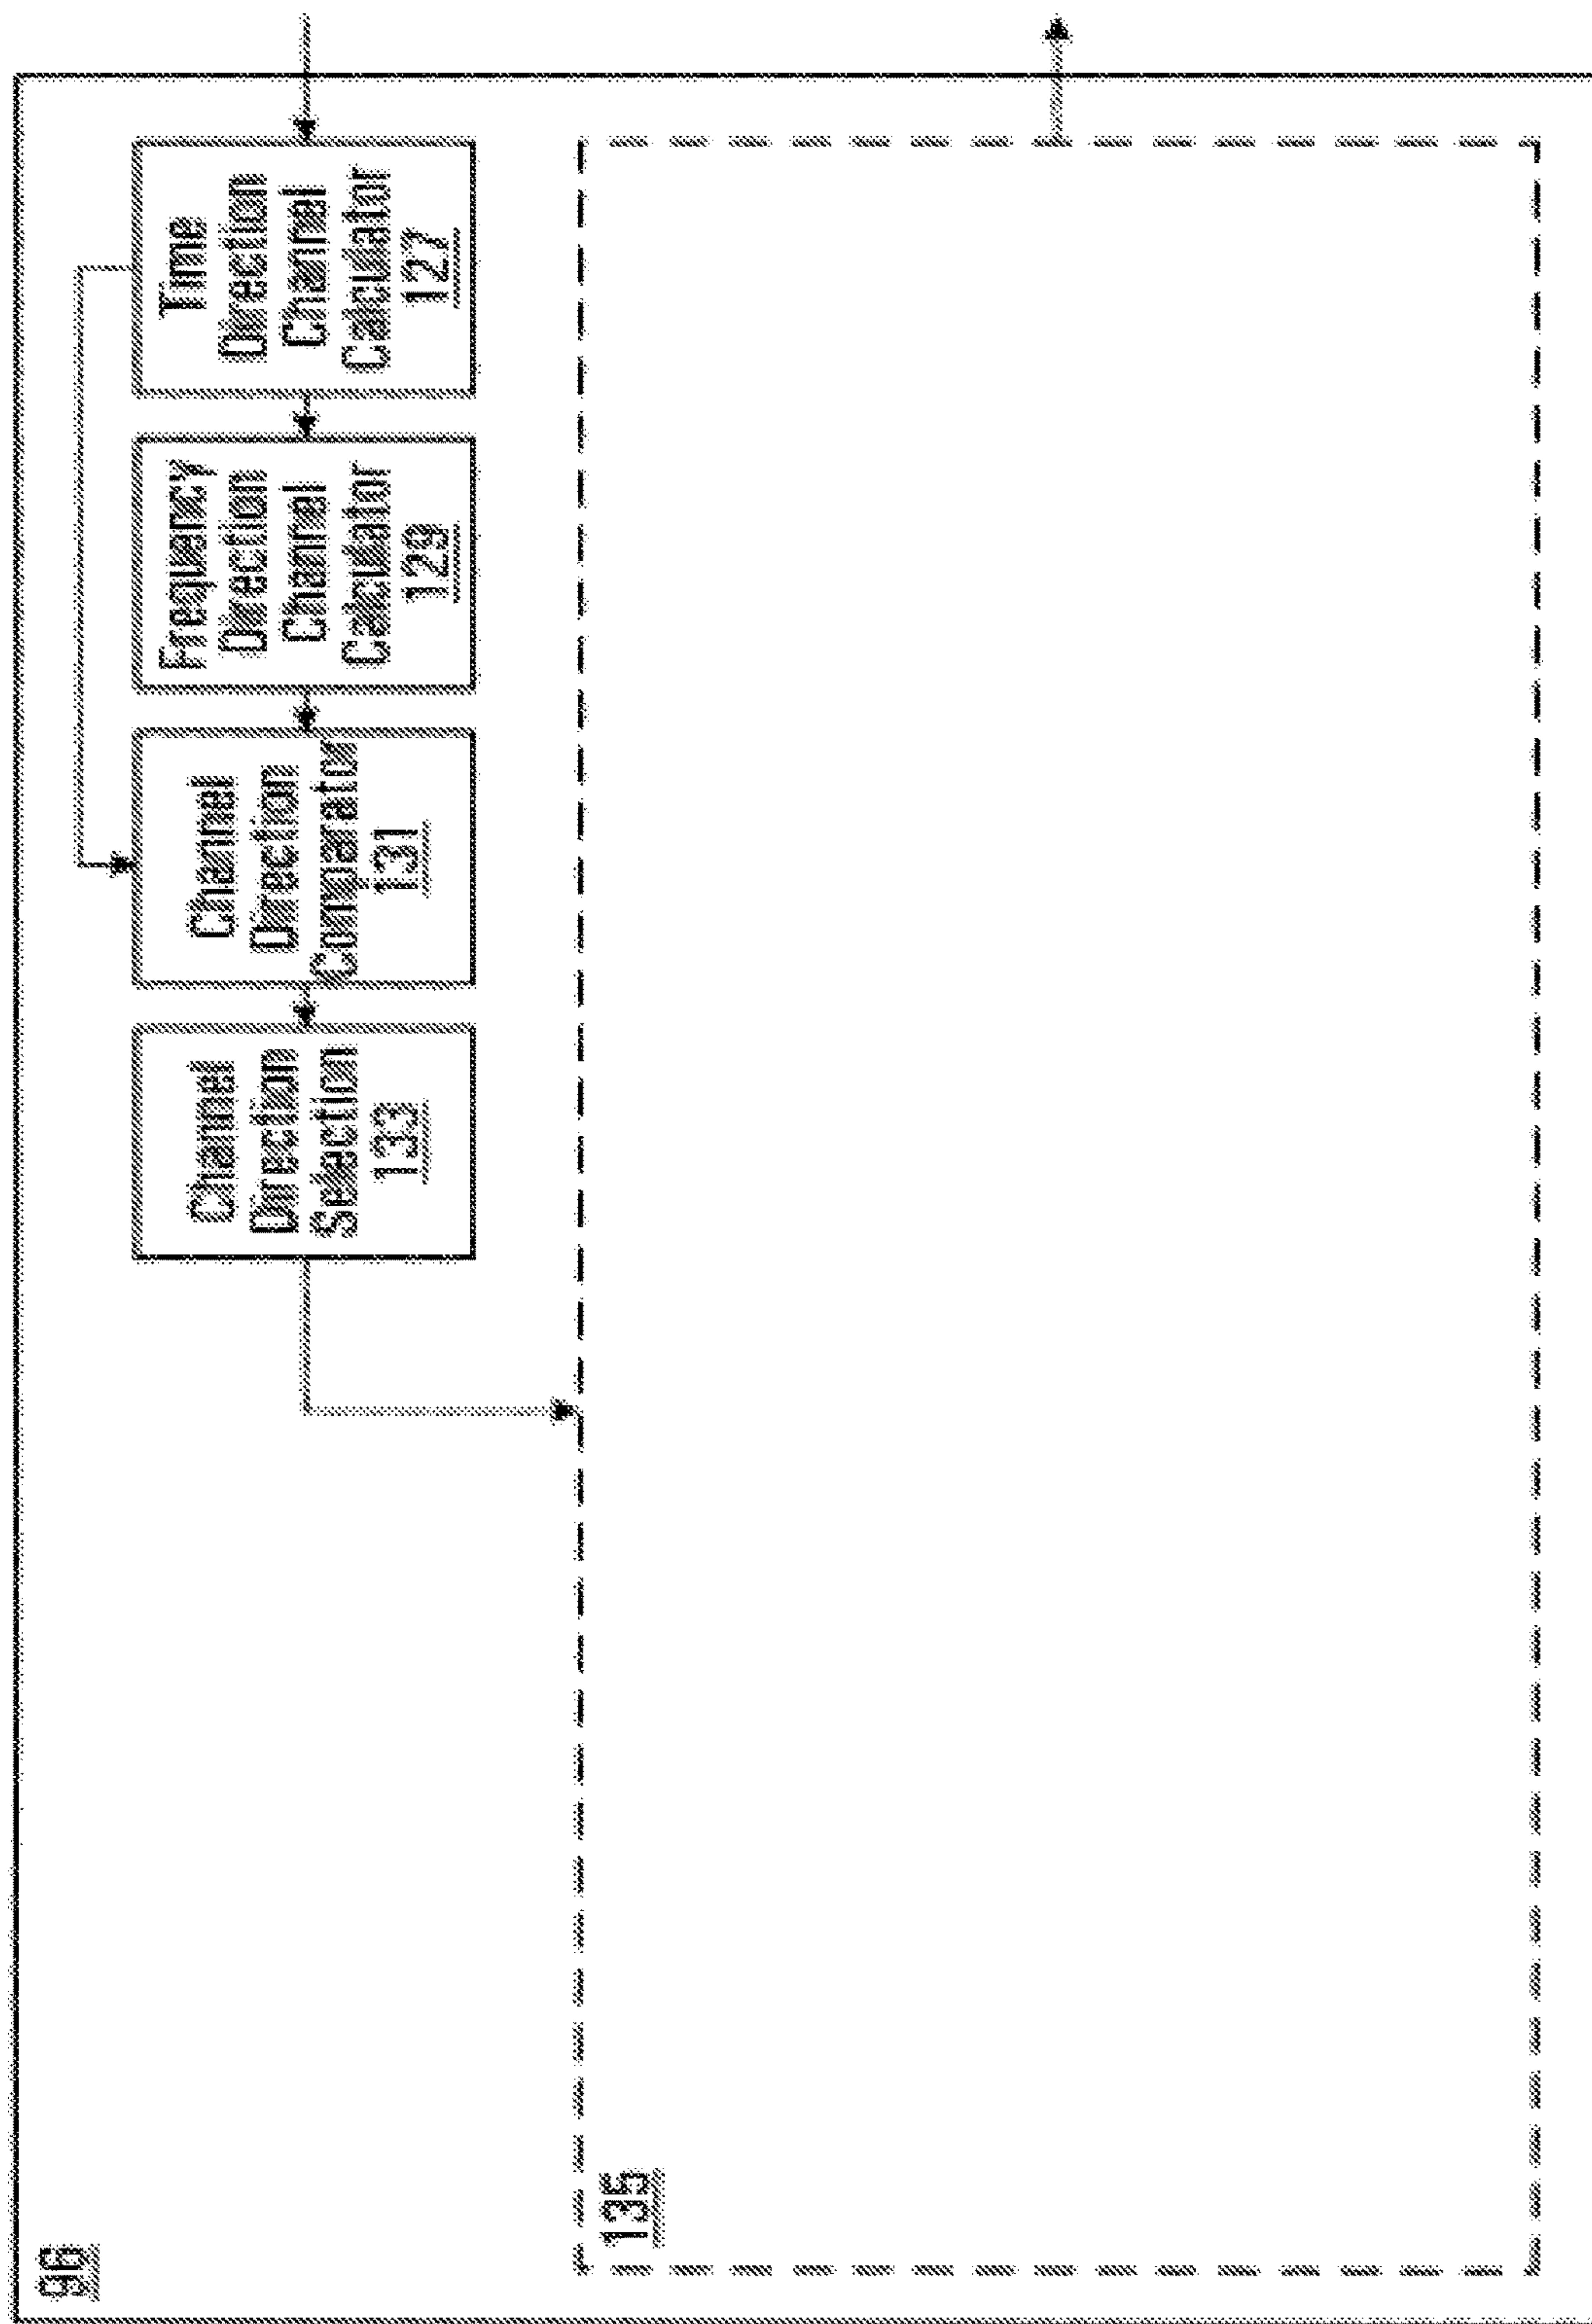 96
Time
Direction
Channel
Calculator
127
Frequency
Direction
Channel
Calculator
129
Channel
Direction
Comparator
131
Channel
Direction
Selection
133
135